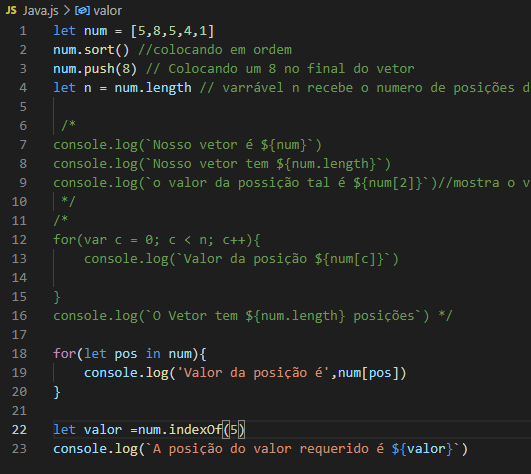 JS Java.js > valor
1 let num = [5,8,5,4,1]
2 num.sort() //colocando em ordem
3 num.push(8) // Colocando um 8 no final do vetor
4 let n = num.length // varrável n recebe o numero de posições d
5
6 /*
7 console.log(`Nosso vetor é ${num}`)
8 console.log(`Nosso vetor tem ${num.length}`)
9 console.log(`o valor da possição tal é ${num[2]}`)//mostra o v
10 */
11 /*
12 for(var c = 0; c < n; c++){
13 console.log(`Valor da posição ${num[c]}`)
14
15 }
16 console.log(`O Vetor tem ${num.length} posições`) */
17
18 for(let pos in num){
19 console.log('Valor da posição é',num[pos])
20 }
21
22 let valor =num.indexOf(5)
23 console.log(`A posição do valor requerido é ${valor}`)